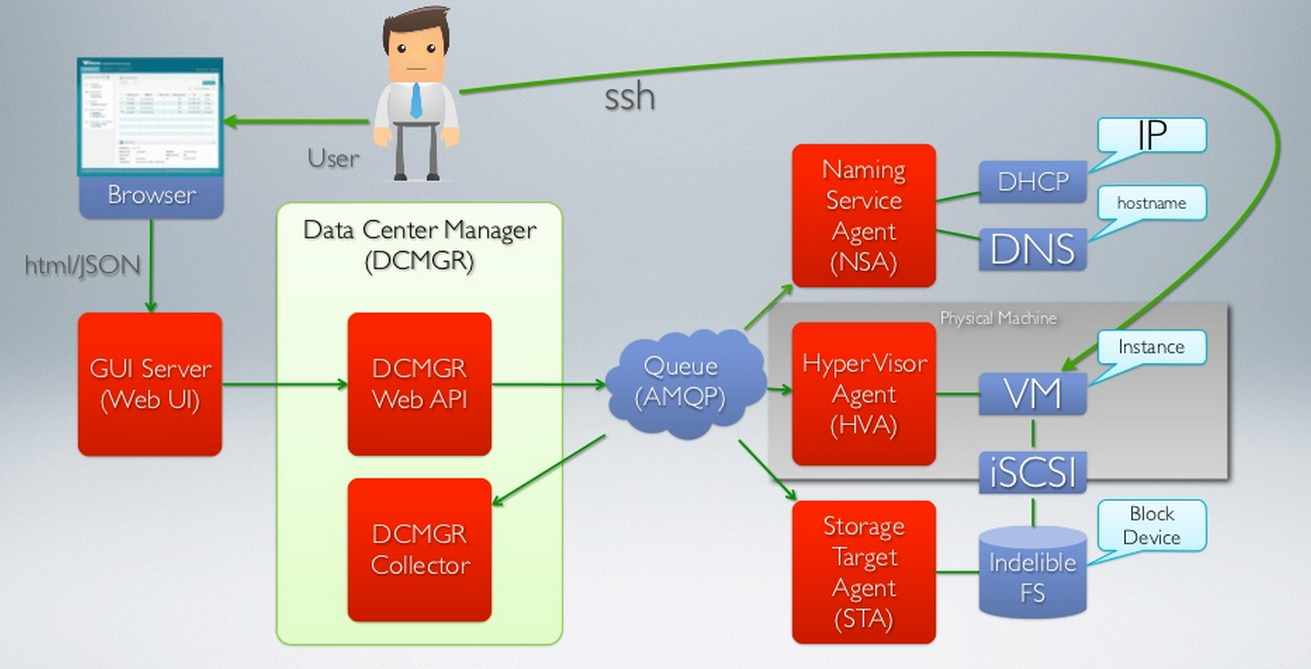 ssh
User
Browser
html/JSON
GUI Server
(Web UI)
Data Center Manager
(DCMGR)
DCMGR
Web API
DCMGR
Collector
Queue
(AMQP)
Naming
Service
Agent
(NSA)
DHCP
IP
DNS
hostname
Physical Machine
Hyper Visor
Agent
(HVA)
VM
Instance
iSCSI
Storage
Target
Agent
(STA)
Indelible
FS
Block
Device